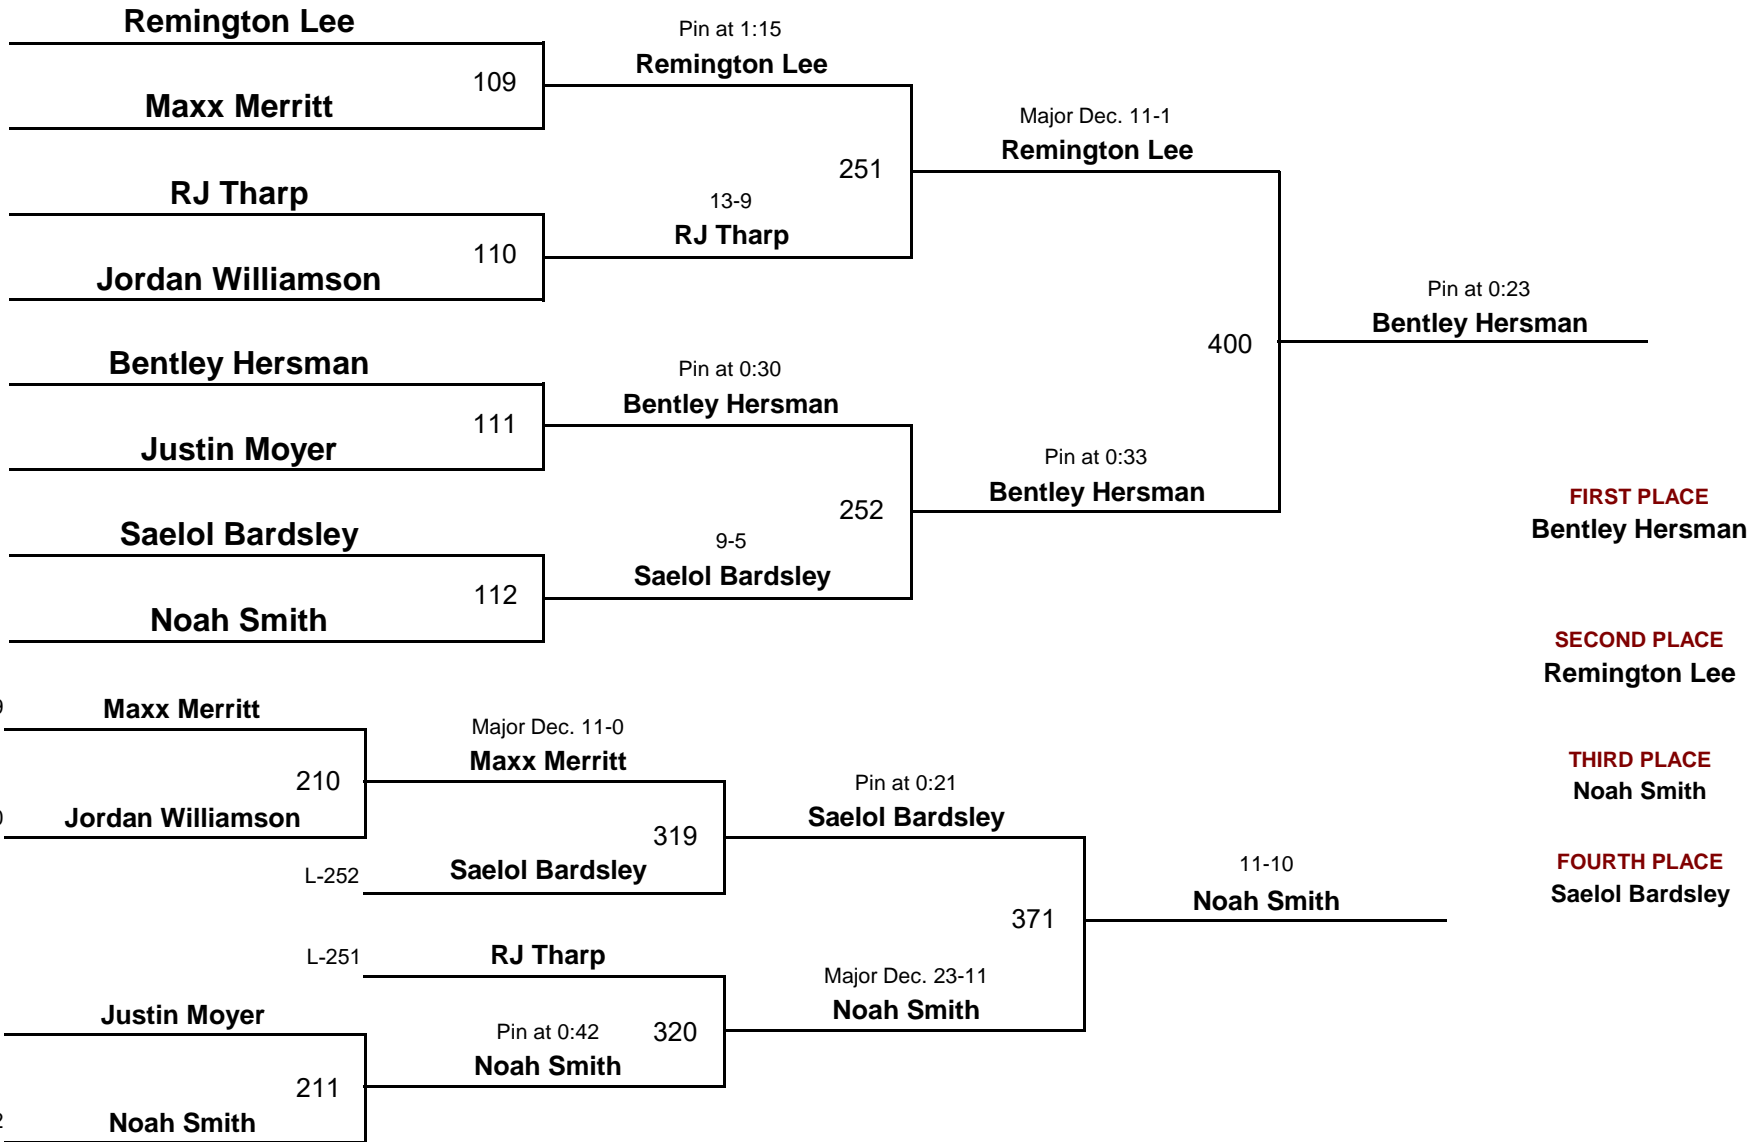 Remington Lee
Pin at 1:15
Remington Lee
109
Maxx Merritt
Major Dec. 11-1
Remington Lee
251
RJ Tharp
13-9
RJ Tharp
110
Jordan Williamson
Pin at 0:23
Bentley Hersman
400
Bentley Hersman
Pin at 0:30
Bentley Hersman
111
Justin Moyer
Pin at 0:33
Bentley Hersman
252
Saelol Bardsley
9-5
Saelol Bardsley
112
Noah Smith
FIRST PLACE
Bentley Hersman
SECOND PLACE
Remington Lee
THIRD PLACE
Noah Smith
FOURTH PLACE
Saelol Bardsley
Maxx Merritt
Major Dec. 11-0
Maxx Merritt
210
Jordan Williamson
Pin at 0:21
Saelol Bardsley
319
L-252
Saelol Bardsley
11-10
Noah Smith
371
L-251
RJ Tharp
Major Dec. 23-11
Noah Smith
Justin Moyer
Pin at 0:42
320
Noah Smith
211
Noah Smith